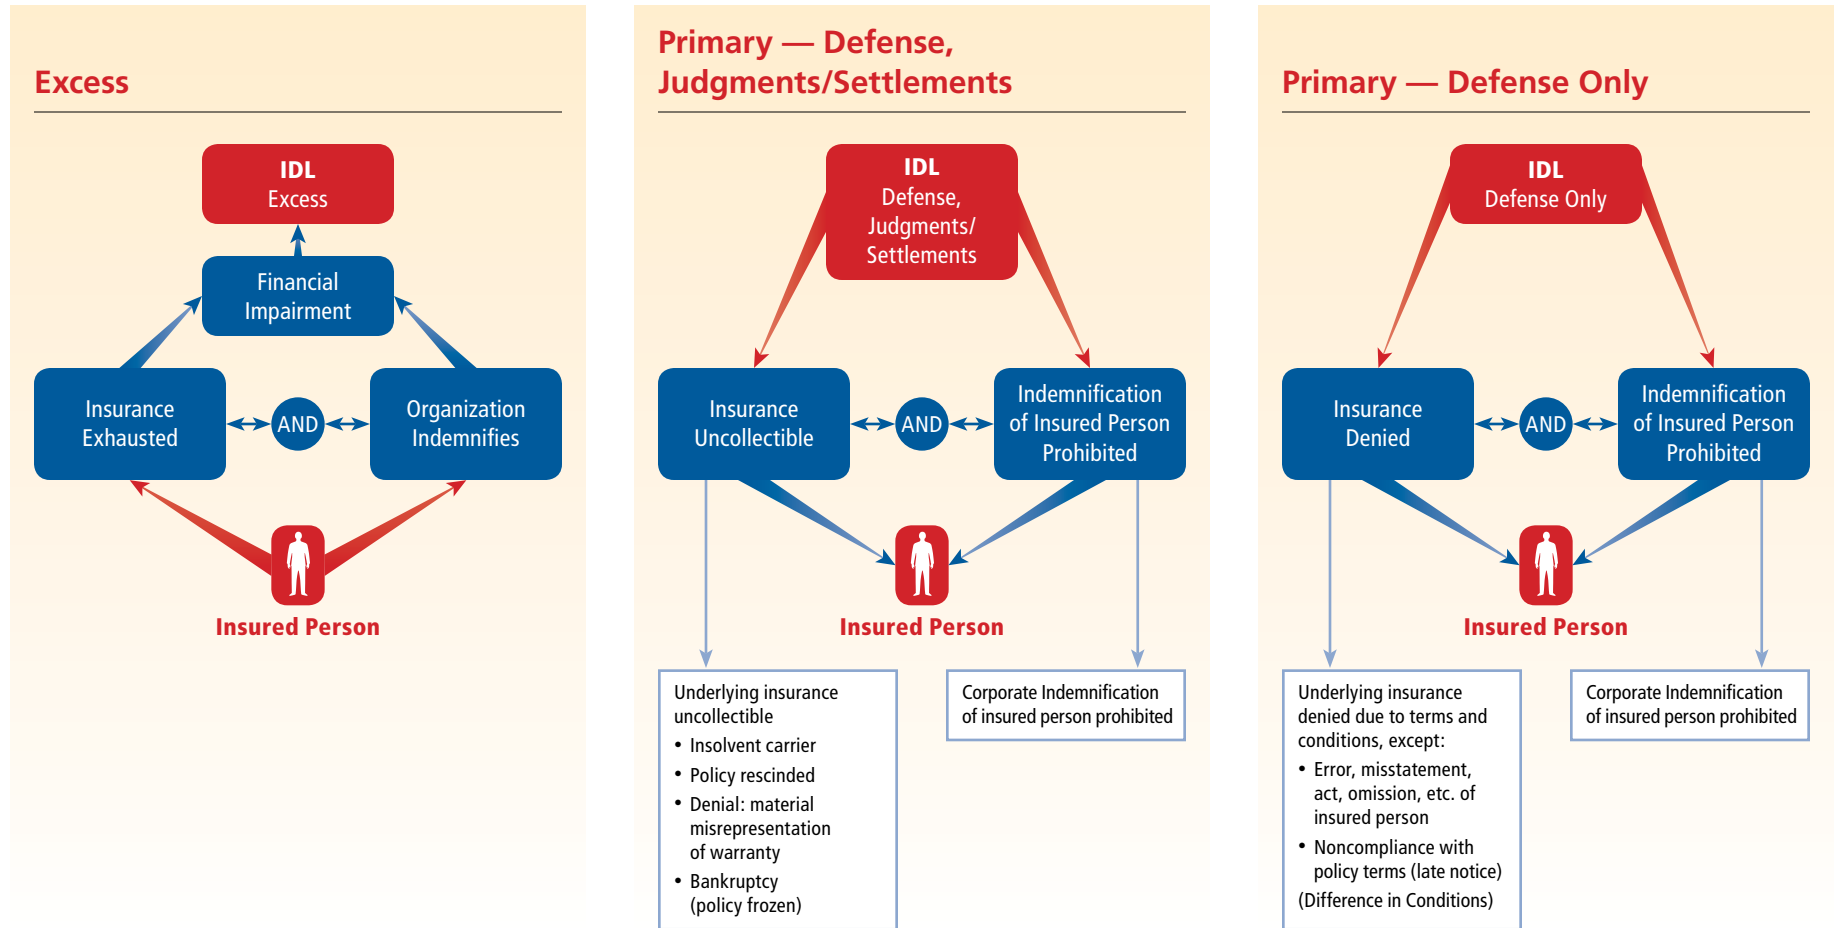 Excess
IDL
Excess
Financial
Impairment
Insurance
Exhausted
AND
Organization
Indemnifies
Insured Person
Primary — Defense,
Judgments/Settlements
IDL
Defense,
Judgments/
Settlements
Insurance
Uncollectible
AND
Indemnification
of Insured Person
Prohibited
Insured Person
Underlying insurance
uncollectible
• Insolvent carrier
• Policy rescinded
• Denial: material
misrepresentation
of warranty
• Bankruptcy
(policy frozen)
Corporate Indemnification
of insured person prohibited
Primary — Defense Only
IDL
Defense Only
Insurance
Denied
AND
Indemnification
of Insured Person
Prohibited
Insured Person
Underlying insurance
denied due to terms and
conditions, except:
• Error, misstatement,
act, omission, etc. of
insured person
• Noncompliance with
policy terms (late notice)
(Difference in Conditions)
Corporate Indemnification
of insured person prohibited